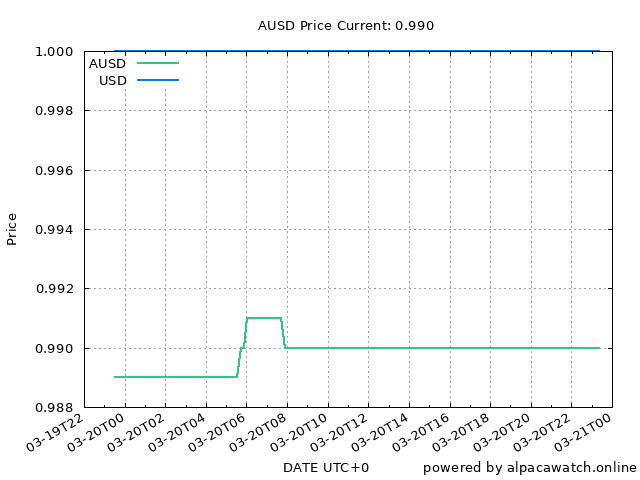 AUSD Price Current: 0.990
1.000
AUSD
USD
0.998
0.996
0.994
Price
0.992
0.990
0.988
03-19T22 03-20T00 03-20T02 03-20T04 03-20T06 03-20T08 03-20T10 03-20T12 03-20T14 03-20T16 03-20T18 03-20T20 03-20T22 03-21T00
DATE UTC+0
powered by alpacawatch.online